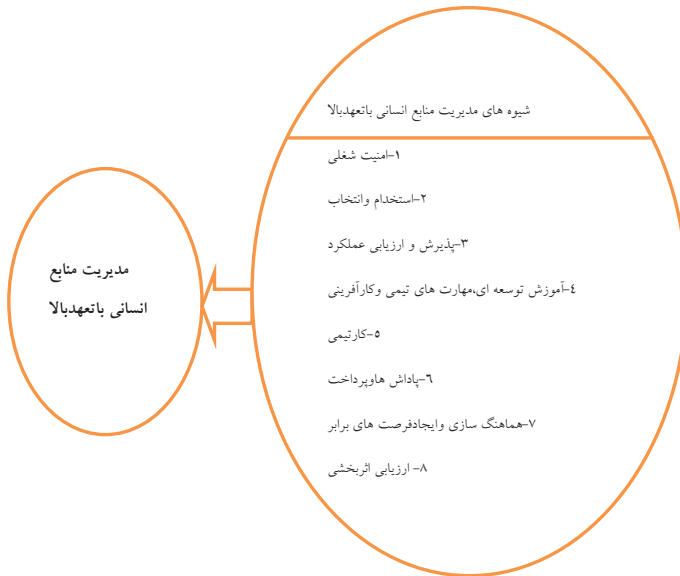 شیوه های مدیریت منابع انسانی باتعهدبالا
۱-امنیت شغلی
۲-استخدام وانتخاب
۳-پذیرش و ارزیابی عملکرد
٤-آموزش توسعه ای،مهارت های تیمی وکارآفرینی
٥-کارتیمی
٦-پاداش هاوپرداخت
۷-هماهنگ سازی وایجادفرصت های برابر
۸- ارزیابی اثربخشی
مدیریت منابع
انسانی باتعهدبالا